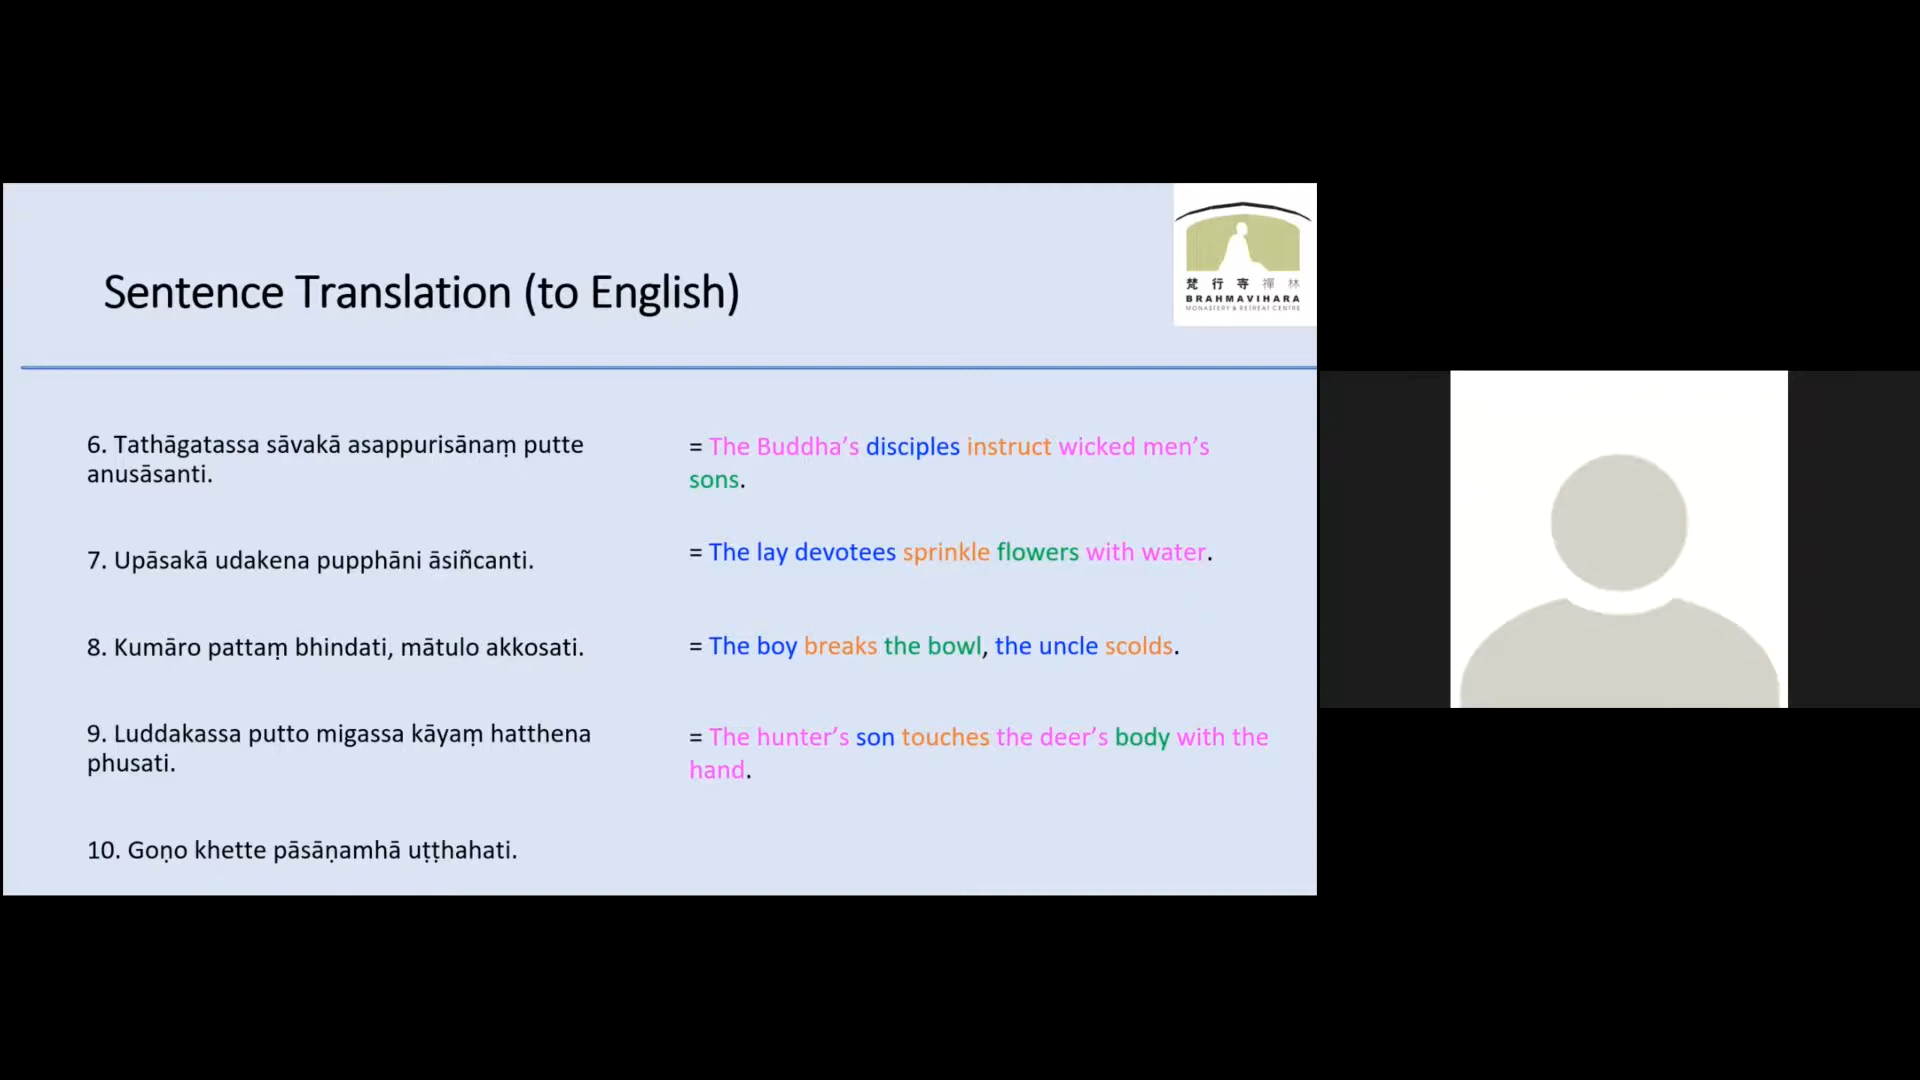 梵行寺禪林
BRAHMAVIHARA
MONASTERY & RETREAT CENTRE
Sentence Translation (to English)
6. Tathāgatassa sāvakā asappurisānaṃ putte
anusāsanti.
= The Buddha’s disciples instruct wicked men’s
sons.
7. Upāsakā udakena pupphāni āsiñcanti.
= The lay devotees sprinkle flowers with water.
8. Kumāro pattaṃ bhindati, mātulo akkosati.
= The boy breaks the bowl, the uncle scolds.
9. Luddakassa putto migassa kāyaṃ hatthena
phusati.
= The hunter’s son touches the deer’s body with the
hand.
10. Goṇo khette pāsāṇamhā uṭṭhahati.